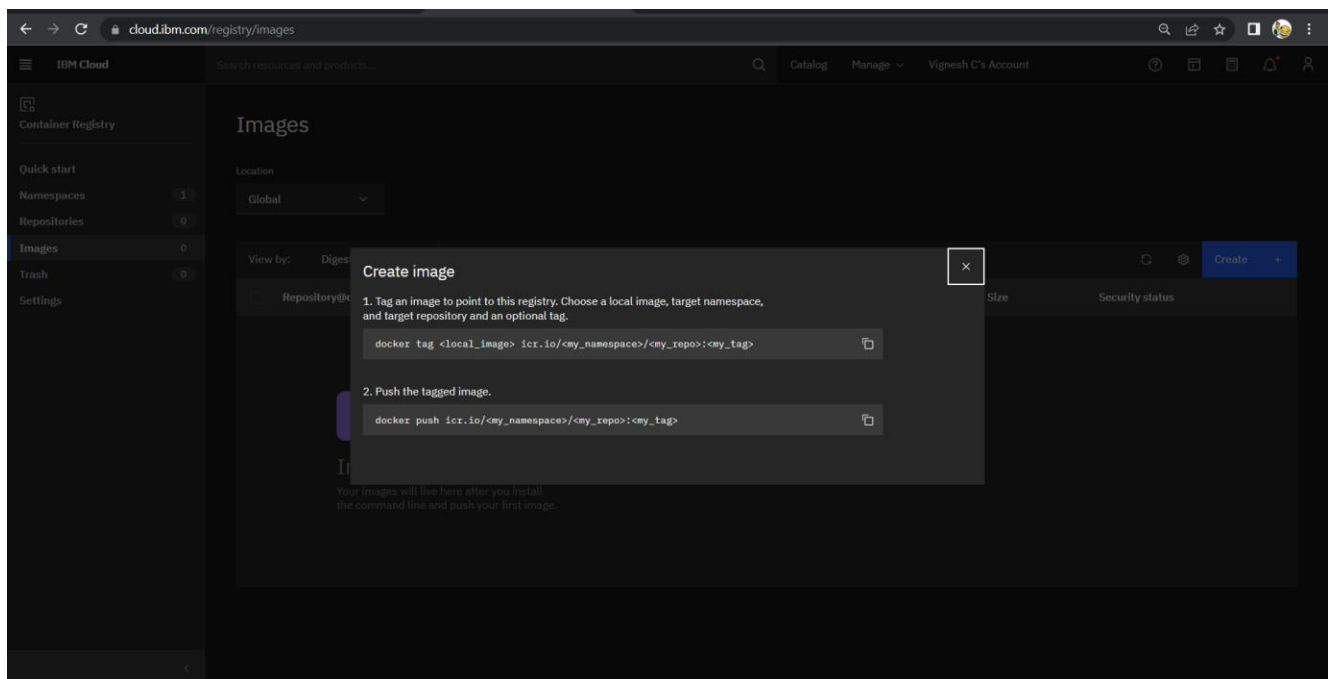 cloud.ibm.com/registry/images
IBM Cloud
Search resources and products...
Catalog
Manage
Vignesh C's Account
Container Registry
Quick start
Namespaces 1
Repositories 0
Images 0
Trash 0
Settings
Images
Location
Global
View by: Diges
Create +
Repository@
Size
Security status
Create image
1. Tag an image to point to this registry. Choose a local image, target namespace,
and target repository and an optional tag.
docker tag <local_image> icr.io/<my_namespace>/<my_repo>:<my_tag>
2. Push the tagged image.
docker push icr.io/<my_namespace>/<my_repo>:<my_tag>
Your images will live here after you install
the command line and push your first image.